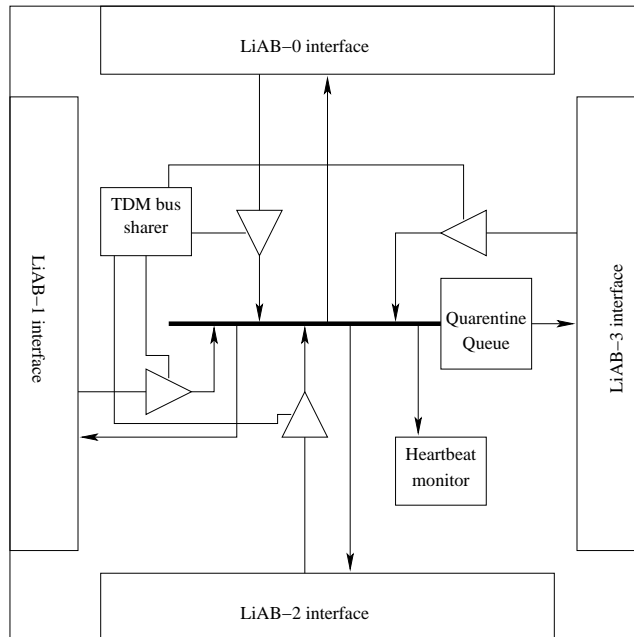 LiAB−0 interface
TDM bus
sharer
LiAB−1 interface
Quarentine
Queue
LiAB−3 interface
Heartbeat
monitor
LiAB−2 interface